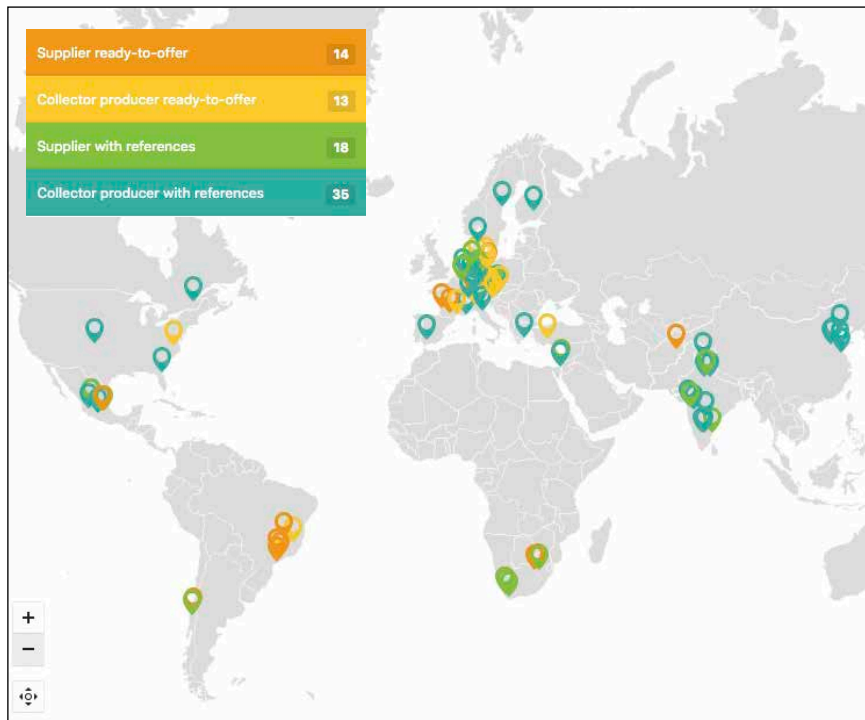 Supplier ready-to-offer 14
Collector producer ready-to-offer 13
Supplier with references 18
Collector producer with references 35
+
−